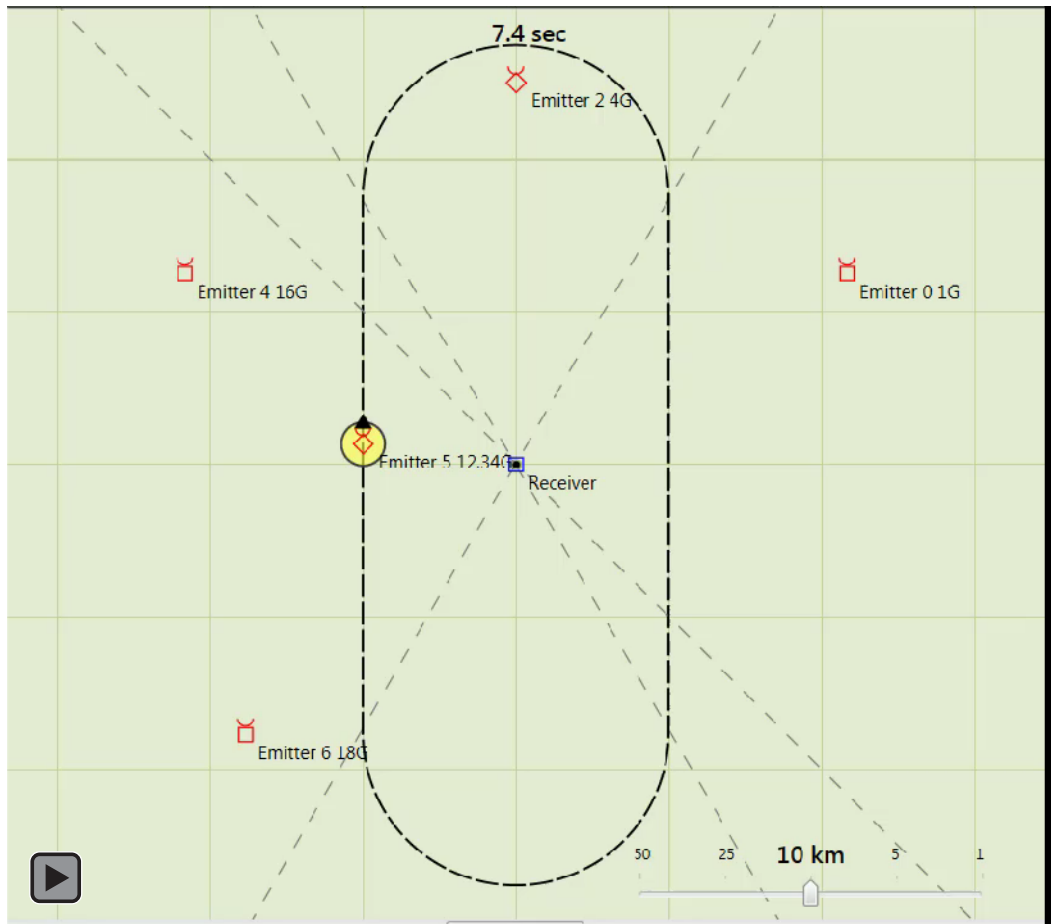 7.4 sec
Emitter 2 4G
Emitter 4 16G
Emitter 0 1G
Emitter 5 12.34G
Receiver
Emitter 6 18G
50 25 10 km 5 1